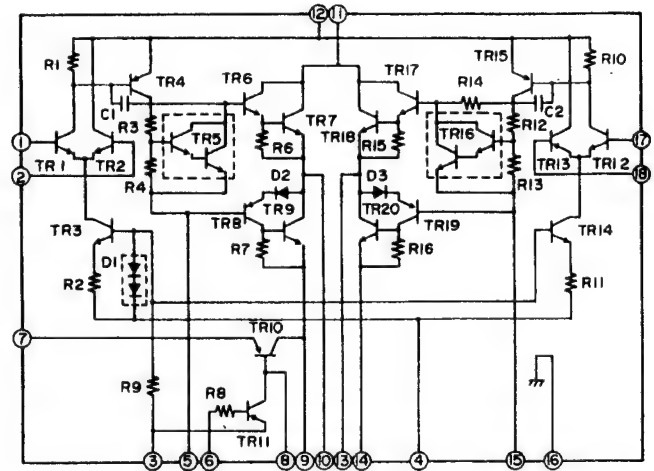 12 11
R1
TR4
TR6
TR17
TR15
R10
C1
R14
C2
R3
TR5
TR7
TR18
TR16
R12
1
17
TR1
TR2
R6
R15
TR13
TR12
2
18
R4
D2
D3
R13
TR9
TR20
TR8
TR19
TR3
TR14
D1
R7
R16
R2
R11
7
TR10
R9
R8
TR11
3 5 6 8 9 10 13 14 4 15 16